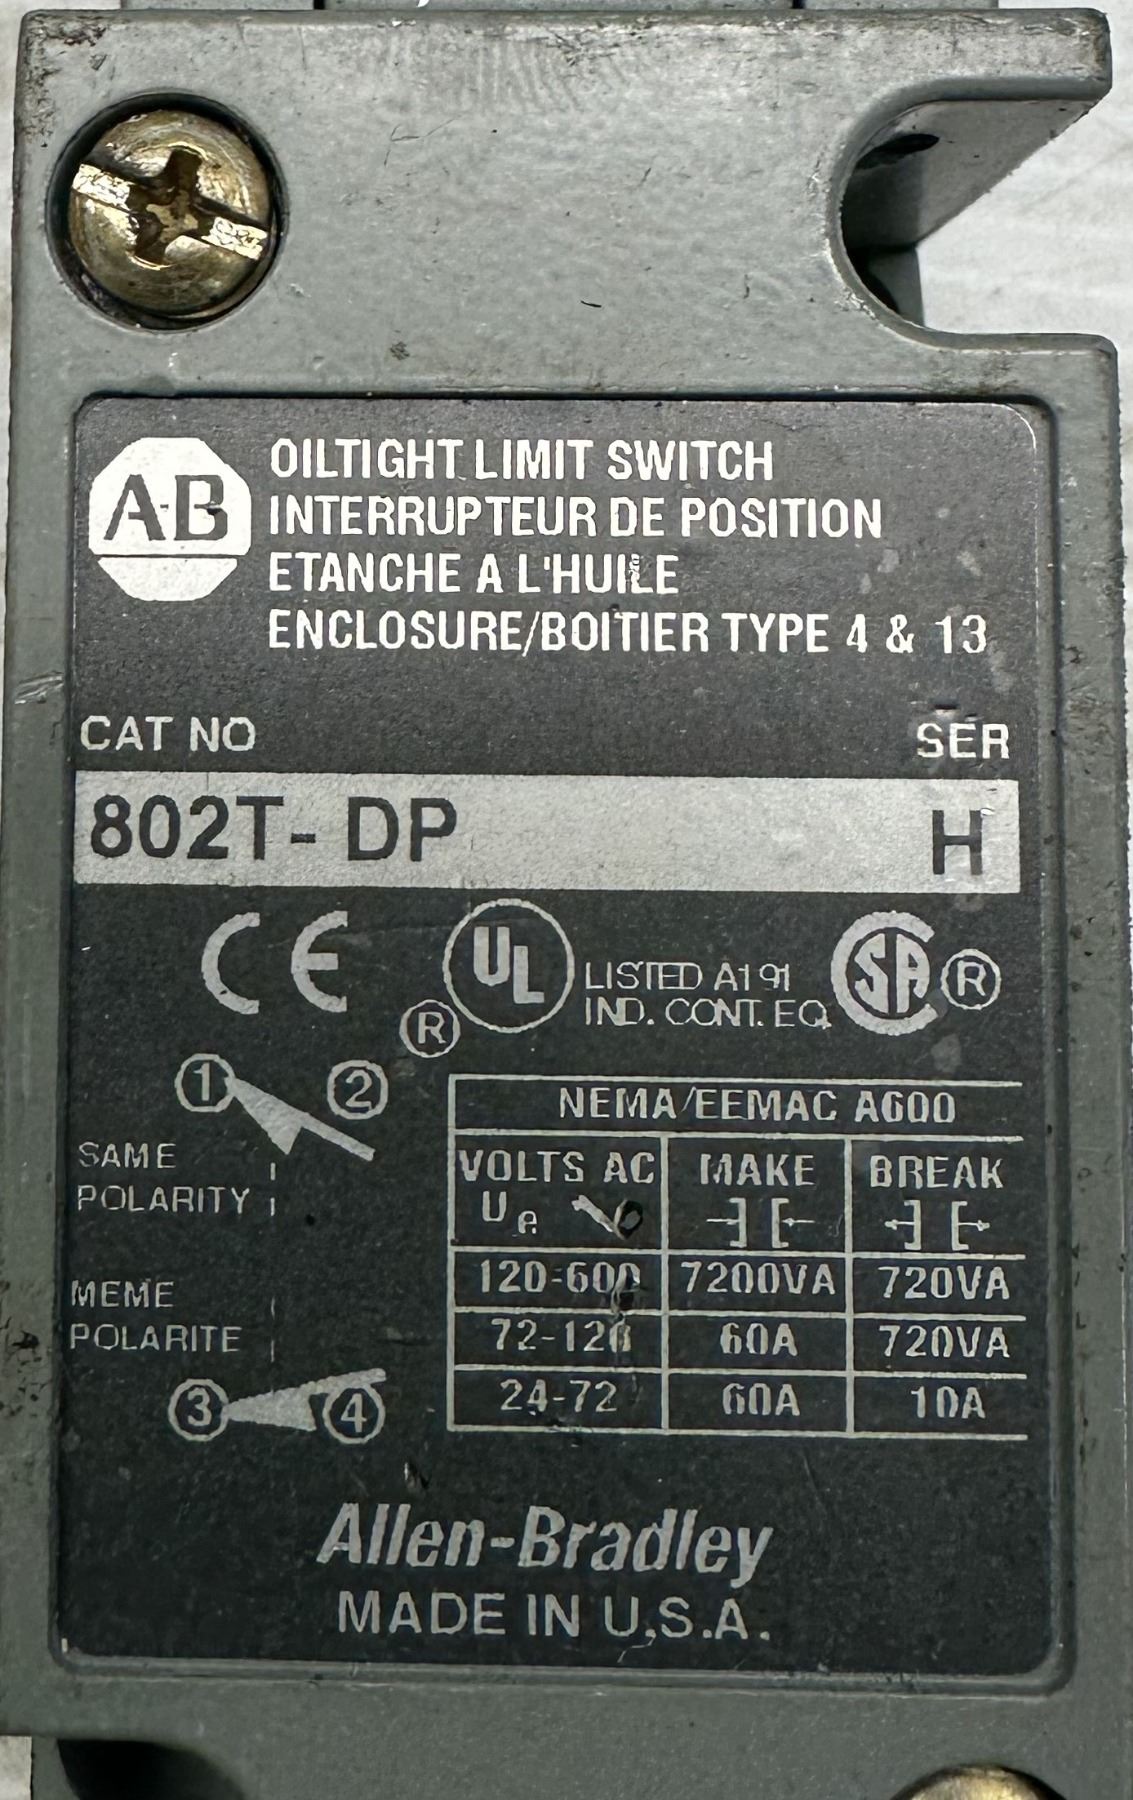 A-B
OILTIGHT LIMIT SWITCH
INTERRUPTEUR DE POSITION
ETANCHE A L'HUILE
ENCLOSURE/BOITIER TYPE 4 & 13
CAT NO SER
802T- DP H
CE ® UL LISTED A191
IND. CONT. EQ. SA ®
1 2
SAME
POLARITY
MEME
POLARITE
3 4
NEMA/EEMAC A600
VOLTS AC MAKE BREAK
Ue
120-600 7200VA 720VA
72-120 60A 720VA
24-72 60A 10A
Allen-Bradley
MADE IN U.S.A.